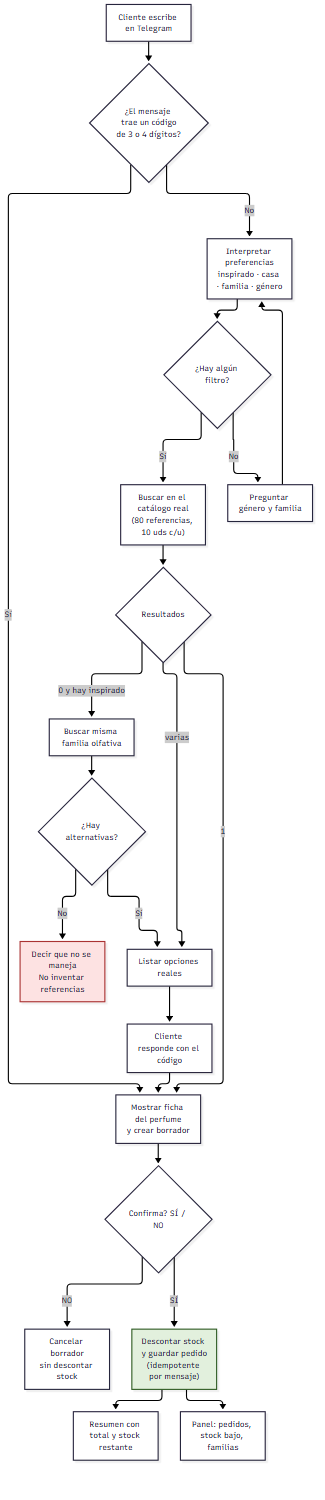 Cliente escribe
en Telegram
¿El mensaje
trae un código
de 3 o 4 dígitos?
No
Interpretar
preferencias
inspirado · casa
· familia · género
¿Hay algún
filtro?
Sí
No
Buscar en el
catálogo real
(80 referencias,
10 uds c/u)
Preguntar
género y familia
Resultados
Sí
0 y hay inspirado
Buscar misma
familia olfativa
varias
1
¿Hay
alternativas?
No
Sí
Decir que no se
maneja
No inventar
referencias
Listar opciones
reales
Cliente
responde con el
código
Mostrar ficha
del perfume
y crear borrador
Confirma? SÍ /
NO
NO
SÍ
Cancelar
borrador
sin descontar
stock
Descontar stock
y guardar pedido
(idempotente
por mensaje)
Resumen con
total y stock
restante
Panel: pedidos,
stock bajo,
familias